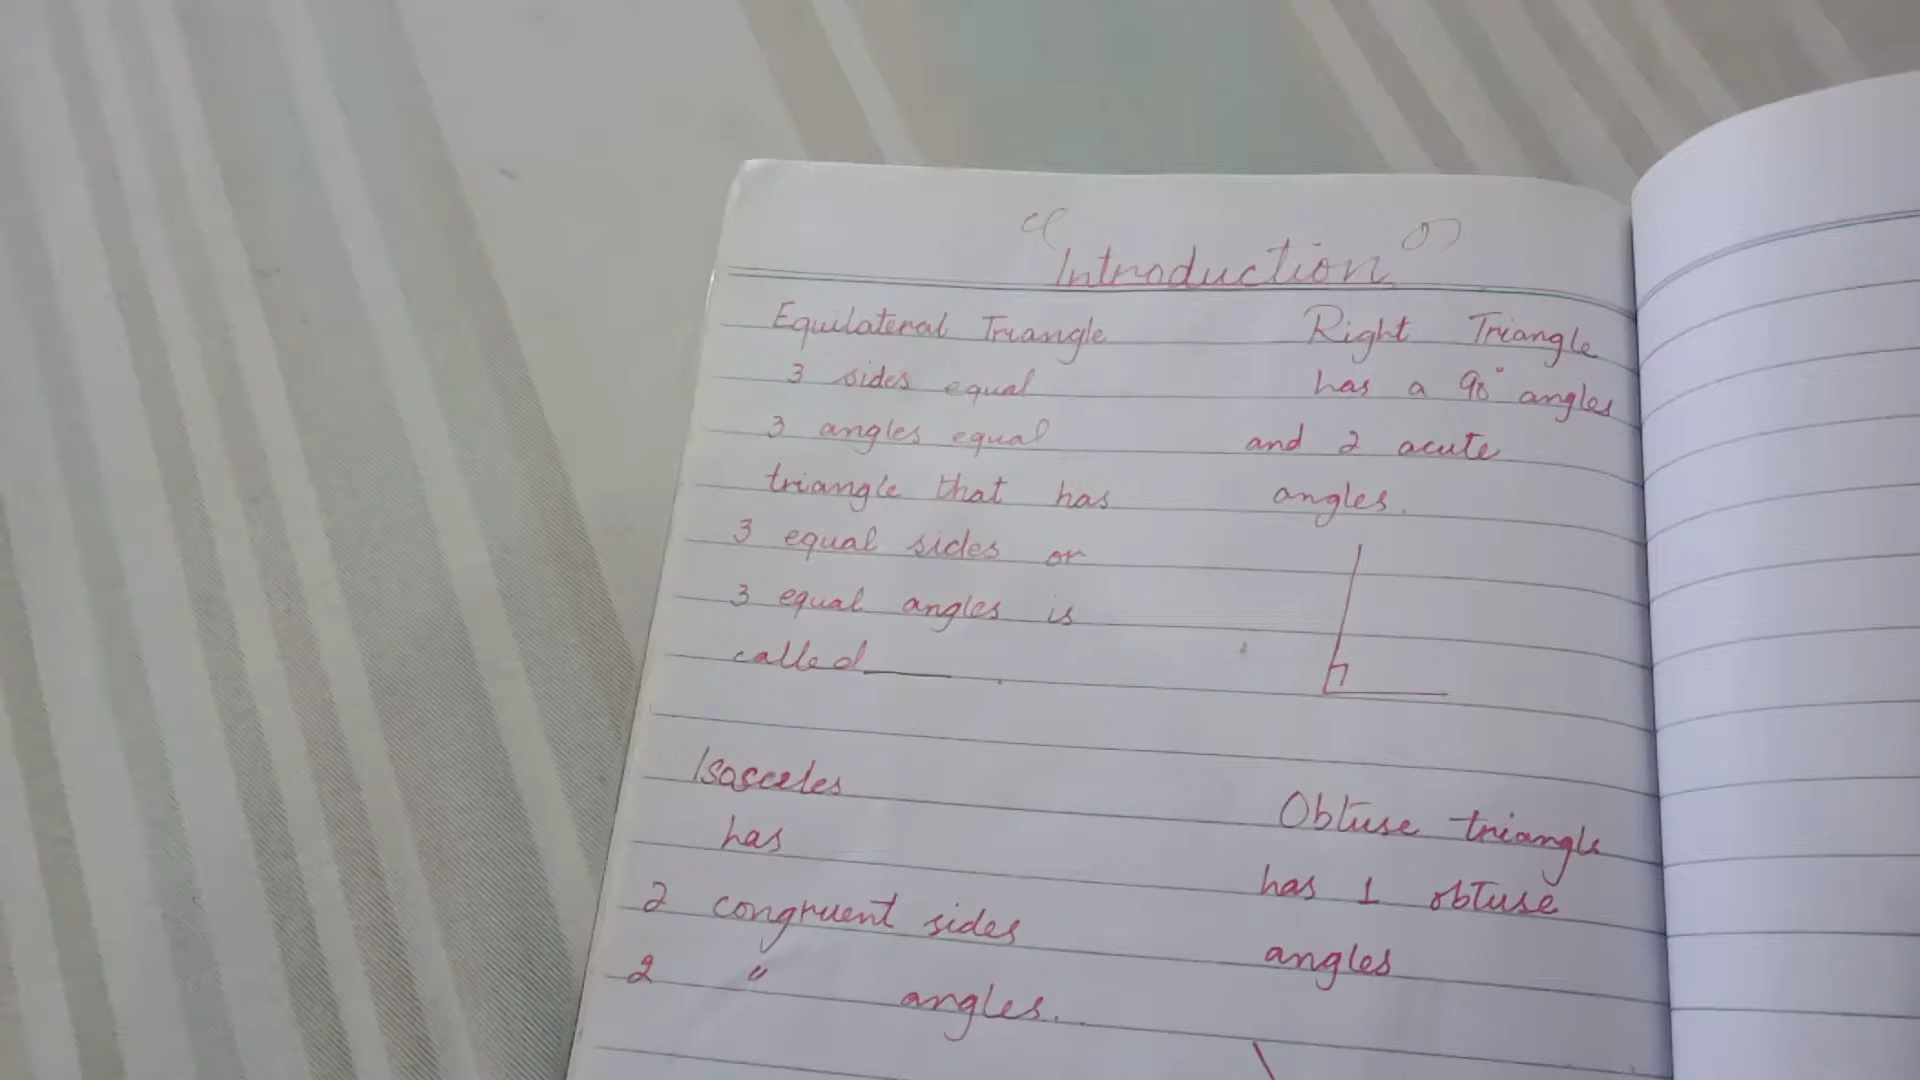 "Introduction"
Equilateral Triangle
3 sides equal
3 angles equal
triangle that has
3 equal sides or
3 equal angles is
called ______.
Right Triangle
has a 90° angles
and 2 acute
angles.
Isosceles
has
2 congruent sides
2 " angles.
Obtuse triangle
has 1 obtuse
angles